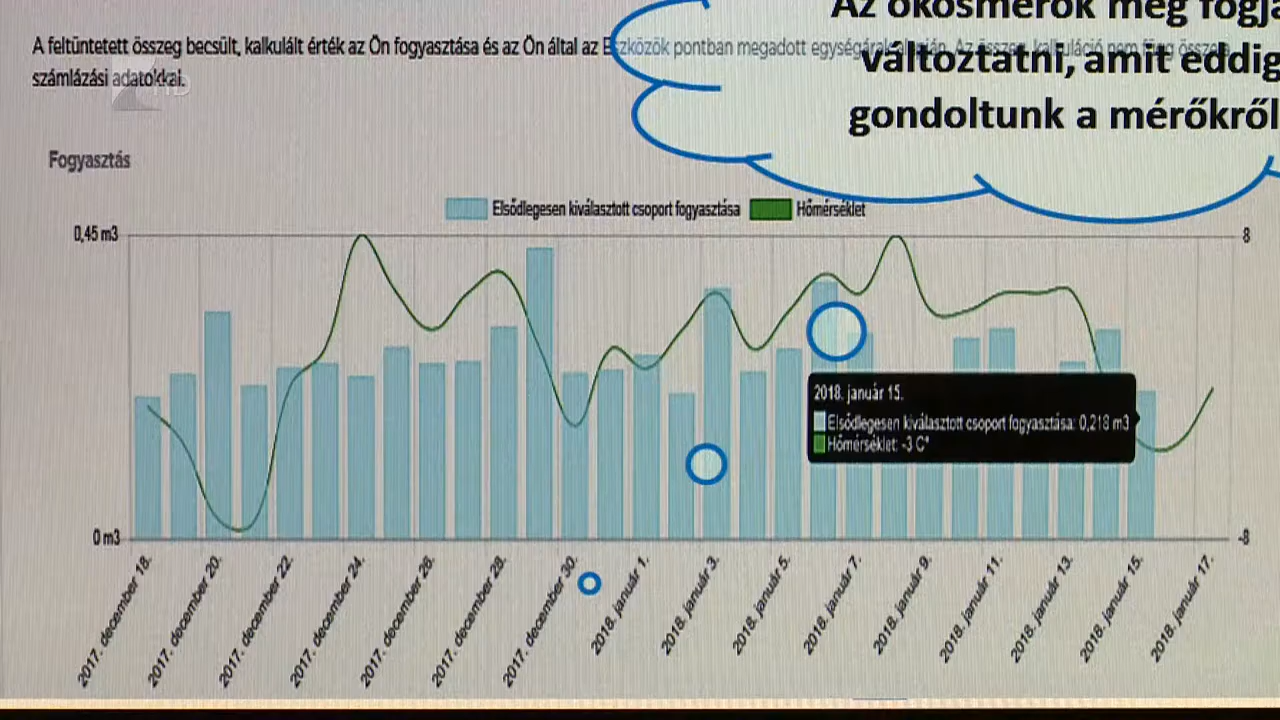 Az okosmérők meg fogják
változtatni, amit eddig
gondoltunk a mérőkről
A feltüntetett összeg becsült, kalkulált érték az Ön fogyasztása és az Ön által az Eszközök pontban megadott egységárak alapján. Az összeg kalkuláció nem függ össze a
számlázási adatokkal.
HD
Fogyasztás
Elsődlegesen kiválasztott csoport fogyasztása
Hőmérséklet
0,45 m3
8
2018. január 15.
Elsődlegesen kiválasztott csoport fogyasztása: 0,218 m3
Hőmérséklet: -3 C°
0 m3
-8
2017. december 18.
2017. december 20.
2017. december 22.
2017. december 24.
2017. december 26.
2017. december 28.
2017. december 30.
2018. január 1.
2018. január 3.
2018. január 5.
2018. január 7.
2018. január 9.
2018. január 11.
2018. január 13.
2018. január 15.
2018. január 17.